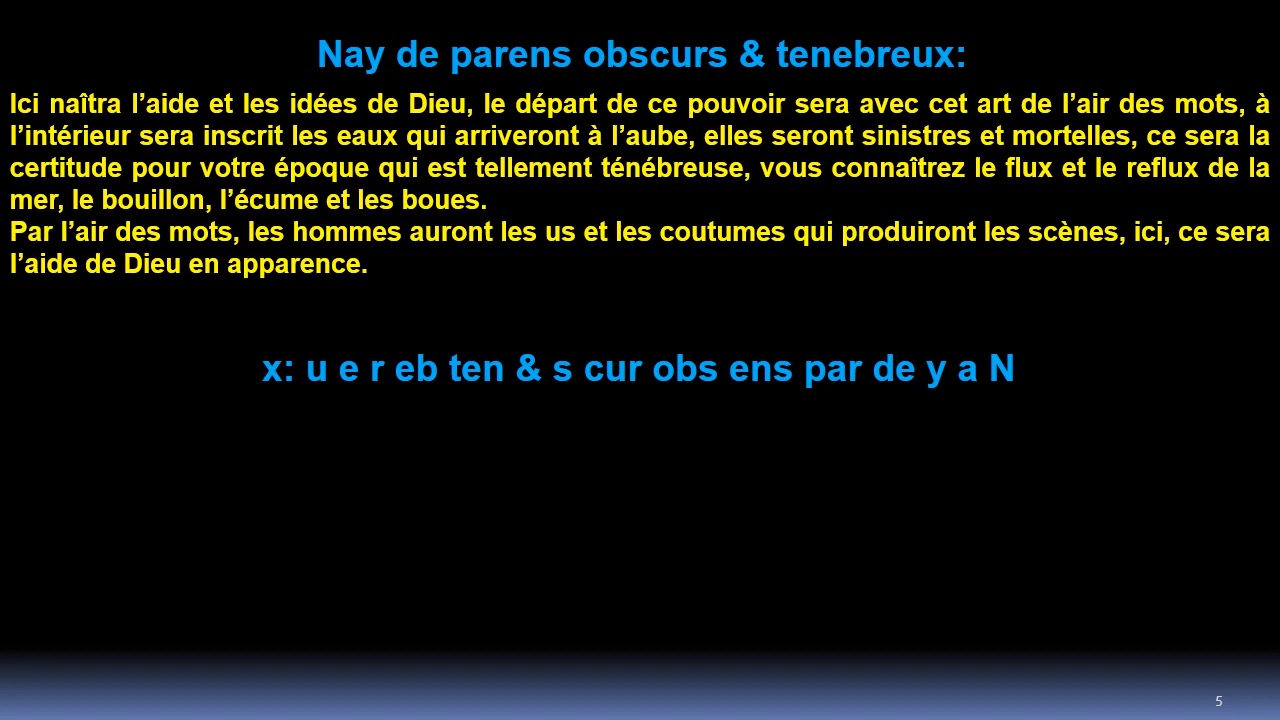 Nay de parens obscurs & tenebreux:
Ici naîtra l’aide et les idées de Dieu, le départ de ce pouvoir sera avec cet art de l’air des mots, à
l’intérieur sera inscrit les eaux qui arriveront à l’aube, elles seront sinistres et mortelles, ce sera la
certitude pour votre époque qui est tellement ténébreuse, vous connaîtrez le flux et le reflux de la
mer, le bouillon, l’écume et les boues.
Par l’air des mots, les hommes auront les us et les coutumes qui produiront les scènes, ici, ce sera
l’aide de Dieu en apparence.
x: u e r eb ten & s cur obs ens par de y a N
5